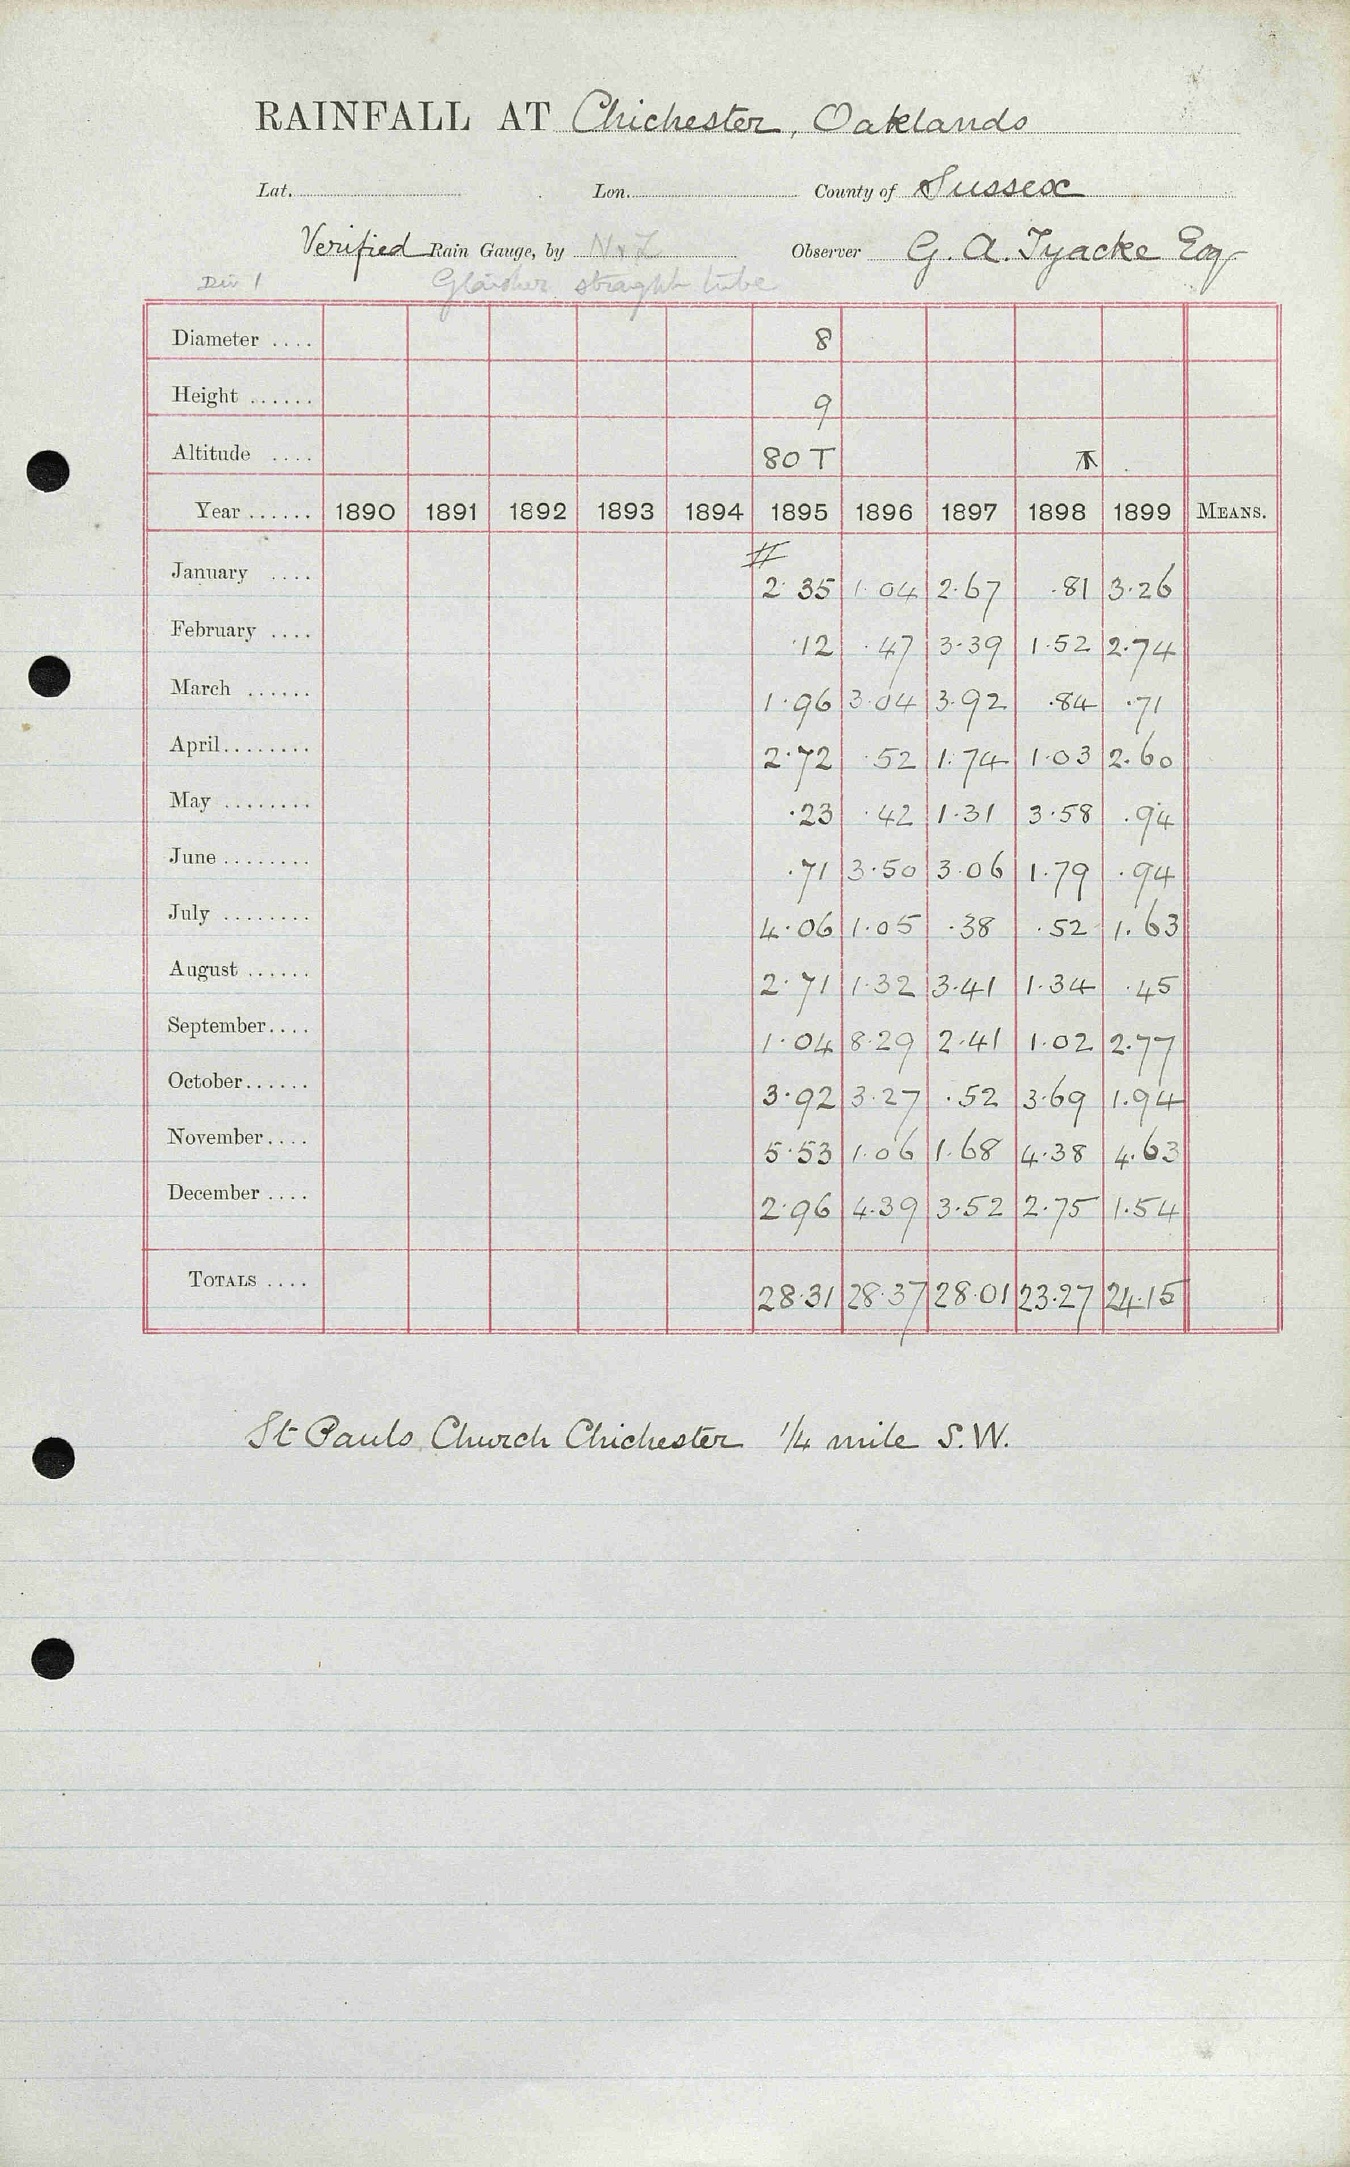 RAINFALL AT Chichester, Oaklands
Lat. Lon. County of Sussex
Verified Rain Gauge, by N & Z Observer G. A. Tyacke Esq
Div 1 Glaisher straight tube
Diameter .... 8
Height ...... 9
Altitude .... 80 T
Year ...... 1890 1891 1892 1893 1894 1895 1896 1897 1898 1899 MEANS.
January .... 2.35 1.04 2.67 .81 3.26
February .... .12 .47 3.39 1.52 2.74
March ...... 1.96 3.04 3.92 .84 .71
April........ 2.72 .52 1.74 1.03 2.60
May ........ .23 .42 1.31 3.58 .94
June ........ .71 3.50 3.06 1.79 .94
July ........ 4.06 1.05 .38 .52 1.63
August ...... 2.71 1.32 3.41 1.34 .45
September.... 1.04 8.29 2.41 1.02 2.77
October...... 3.92 3.27 .52 3.69 1.94
November.... 5.53 1.06 1.68 4.38 4.63
December .... 2.96 4.39 3.52 2.75 1.54
TOTALS .... 28.31 28.37 28.01 23.27 24.15
St Pauls Church Chichester 1/4 mile S.W.